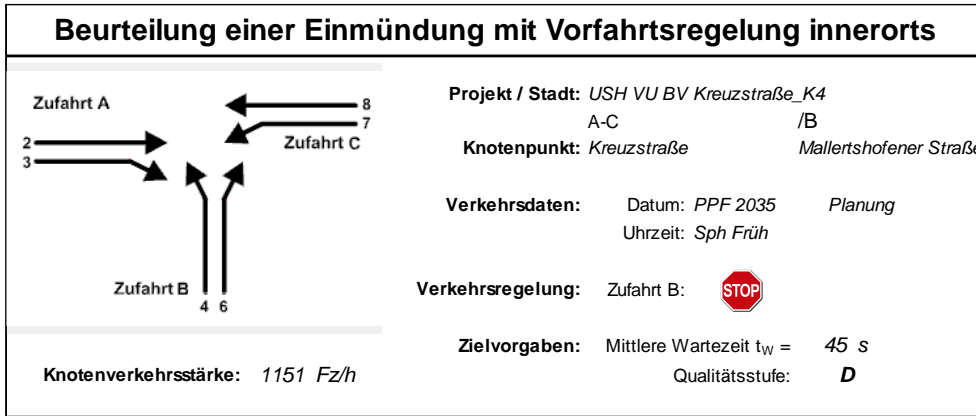 Beurteilung einer Einmündung mit Vorfahrtsregelung innerorts
Zufahrt A
8
7
Zufahrt C
2
3
Zufahrt B
4 6
Knotenverkehrsstärke: 1151 Fz/h
Projekt / Stadt: USH VU BV Kreuzstraße_K4
A-C /B
Knotenpunkt: Kreuzstraße Mallertshofener Straße
Verkehrsdaten: Datum: PPF 2035 Planung
Uhrzeit: Sph Früh
Verkehrsregelung: Zufahrt B: STOP
Zielvorgaben: Mittlere Wartezeit tW = 45 s
Qualitätsstufe: D